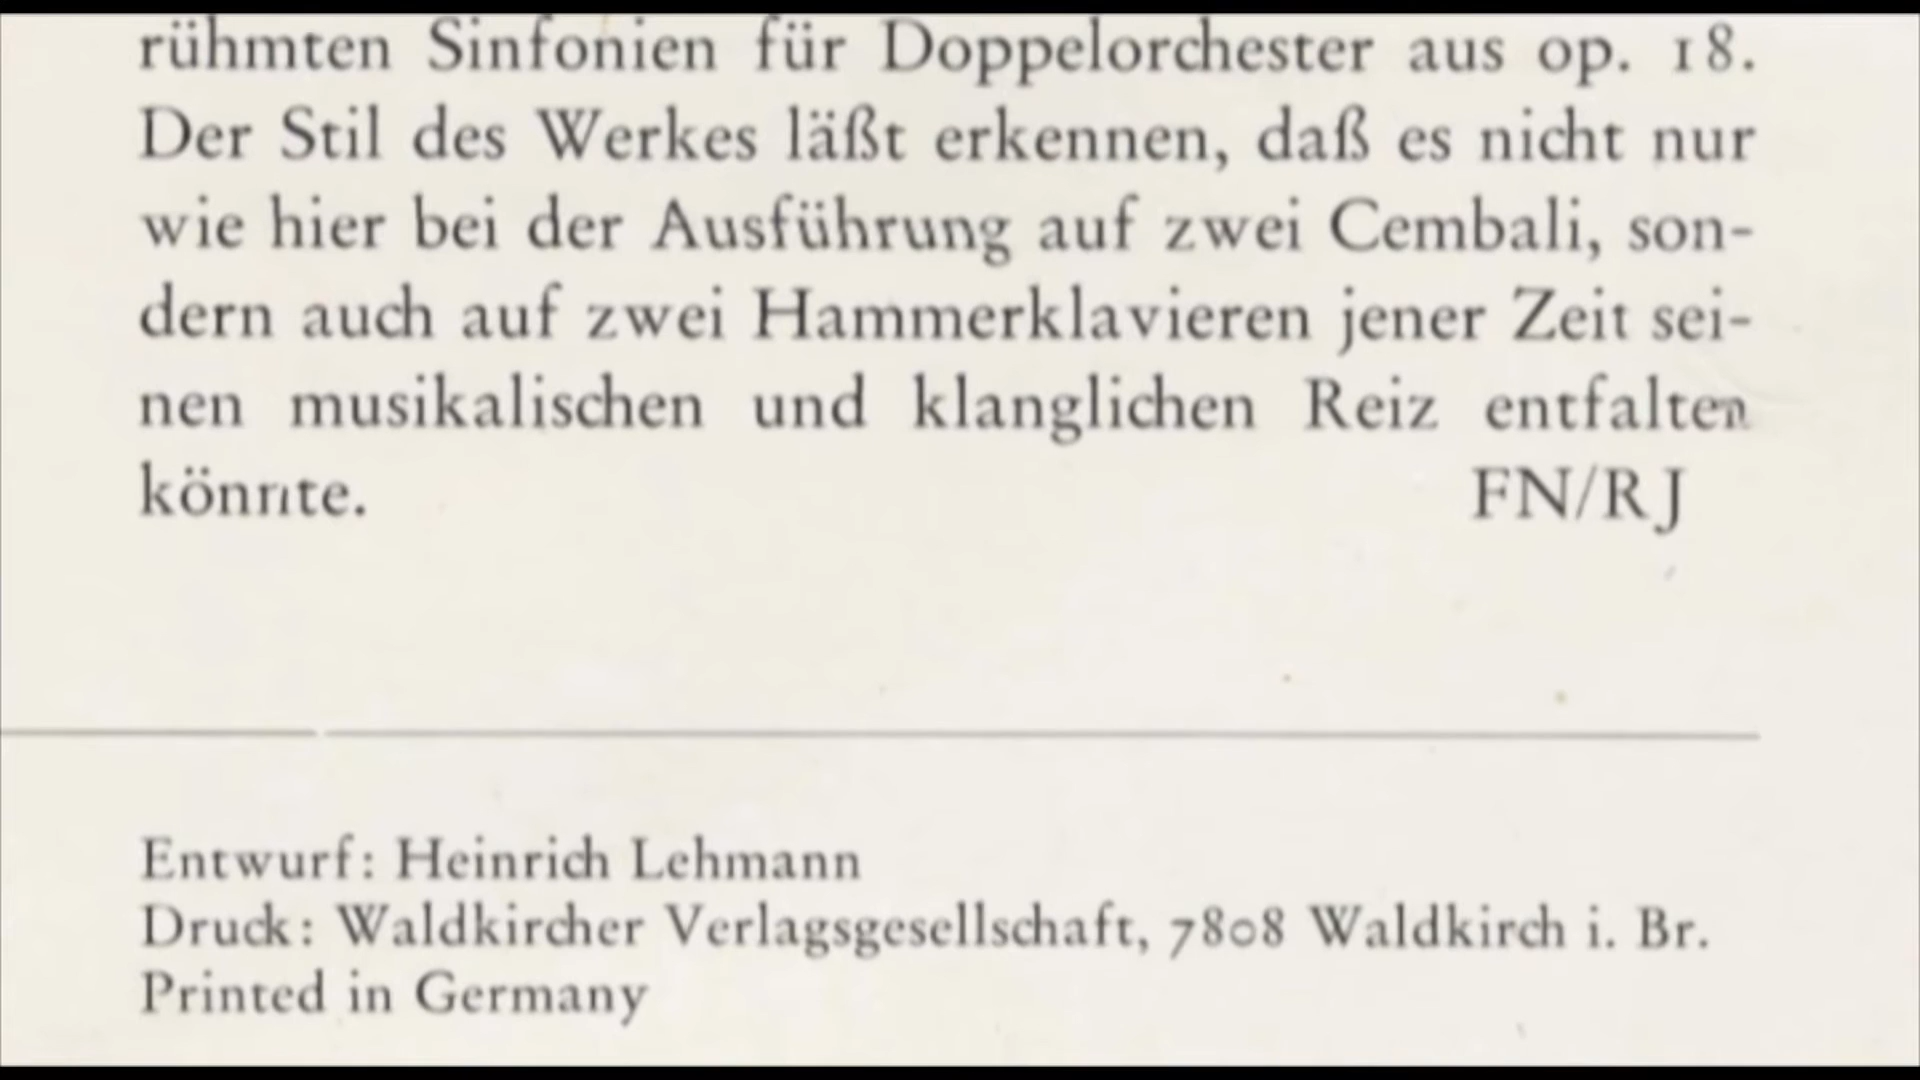 rühmten Sinfonien für Doppelorchester aus op. 18.
Der Stil des Werkes läßt erkennen, daß es nicht nur
wie hier bei der Ausführung auf zwei Cembali, son-
dern auch auf zwei Hammerklavieren jener Zeit sei-
nen musikalischen und klanglichen Reiz entfalten
könnte. FN/RJ
Entwurf: Heinrich Lehmann
Druck: Waldkircher Verlagsgesellschaft, 7808 Waldkirch i. Br.
Printed in Germany